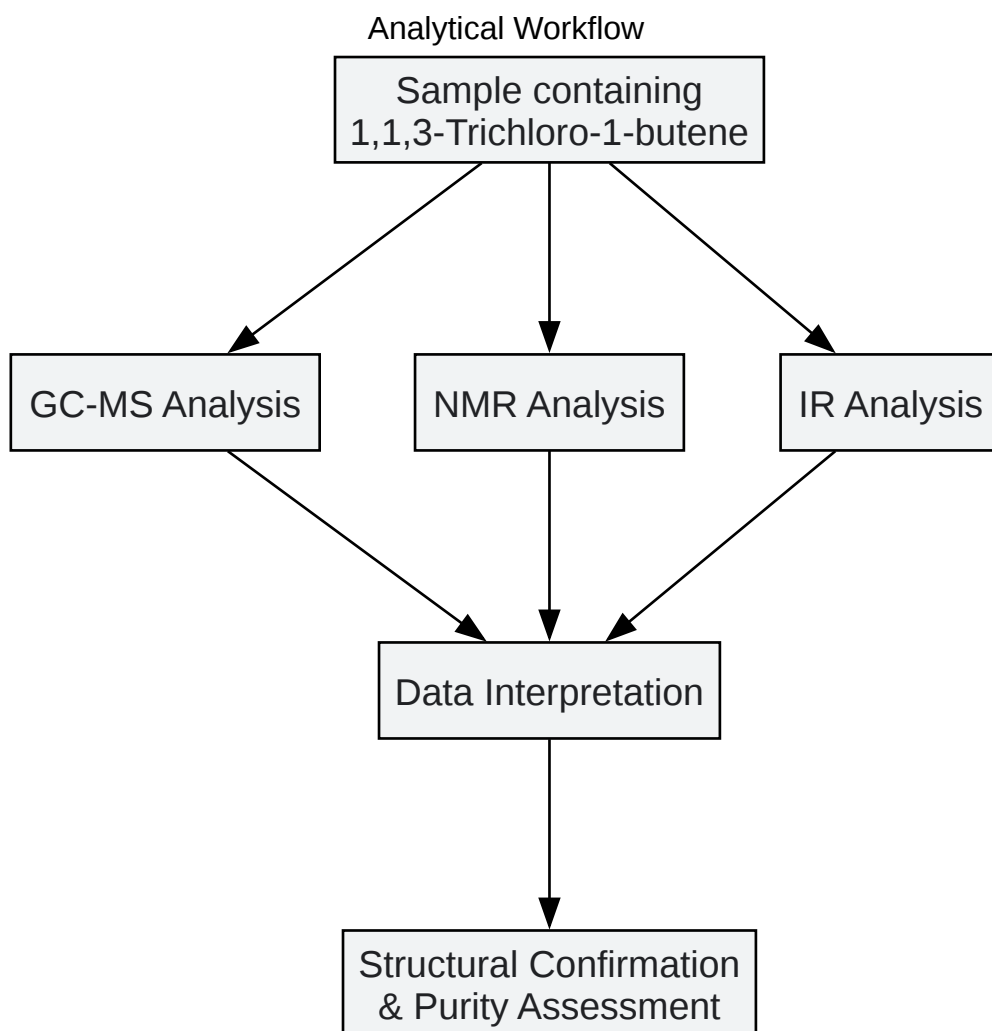 Analytical Workflow
Sample containing
1,1,3-Trichloro-1-butene
GC-MS Analysis
NMR Analysis
IR Analysis
Data Interpretation
Structural Confirmation
& Purity Assessment